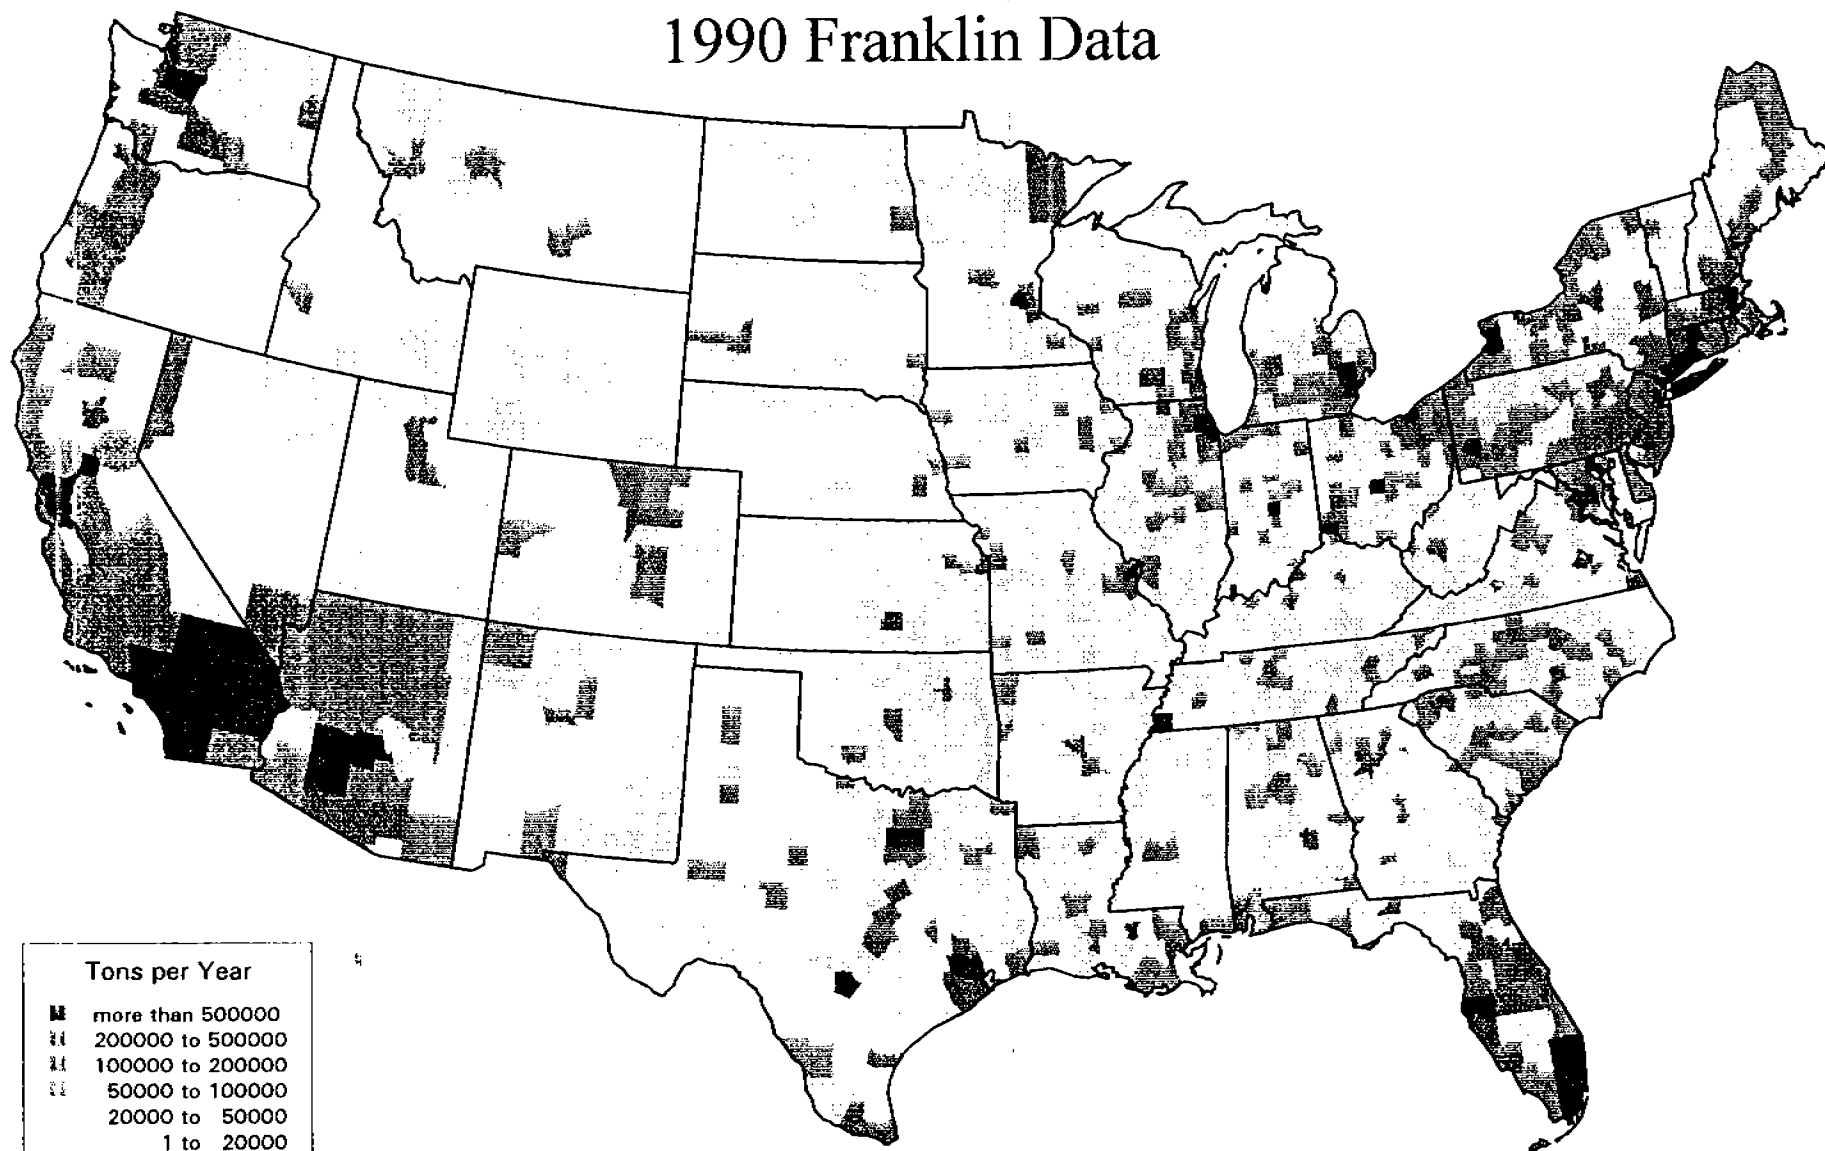 1990 Franklin Data
Tons per Year
more than 500000
200000 to 500000
100000 to 200000
50000 to 100000
20000 to 50000
1 to 20000